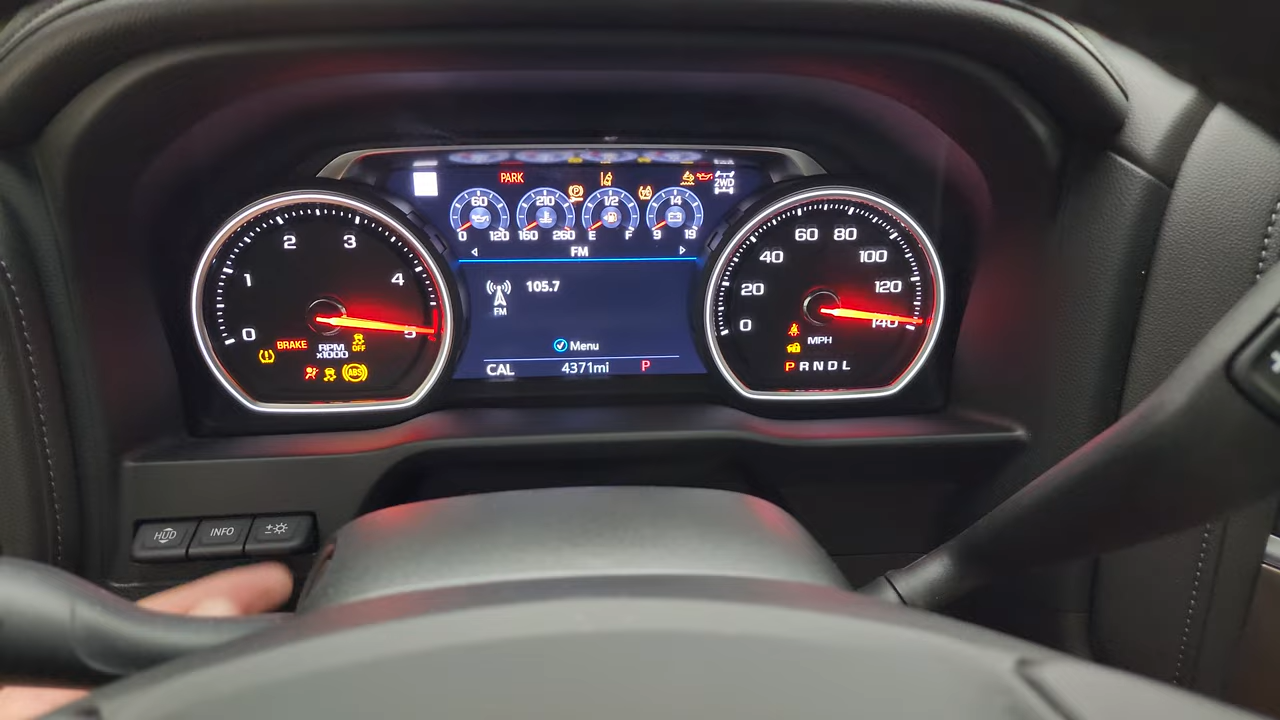 PARK
2WD
60
210
1/2
14
0 120
160 260
E F
9 19
FM
105.7
FM
Menu
CAL 4371mi P
0
1
2
3
4
5
BRAKE
RPM
x1000
OFF
ABS
0
20
40
60
80
100
120
140
MPH
PRNDL
HUD
INFO